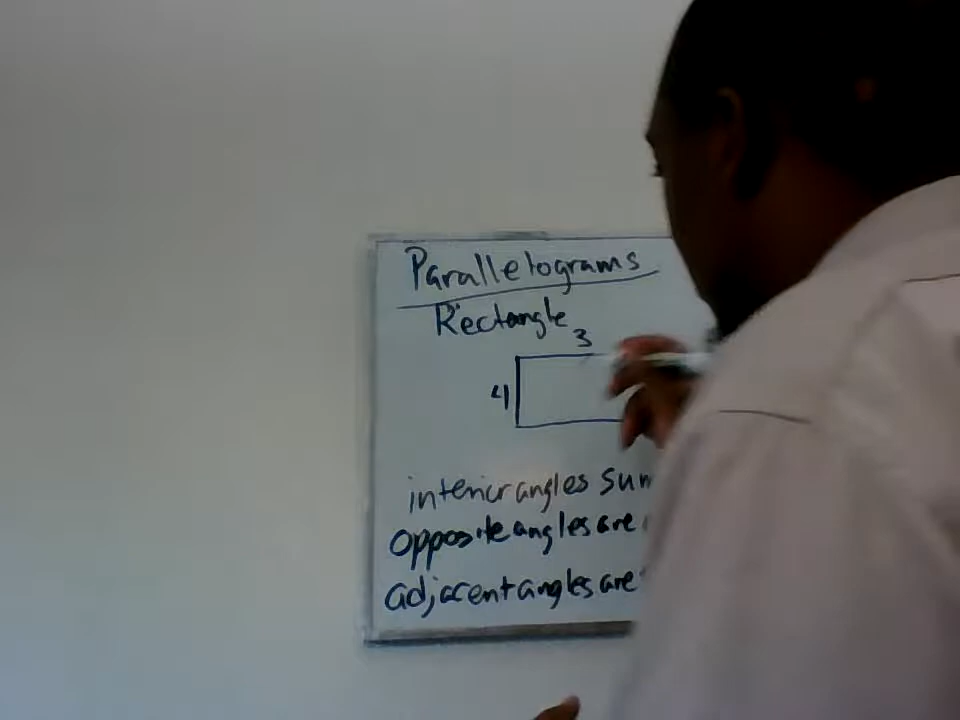 Parallelograms
Rectangle
3
4
interior angles sum
opposite angles are
adjacent angles are